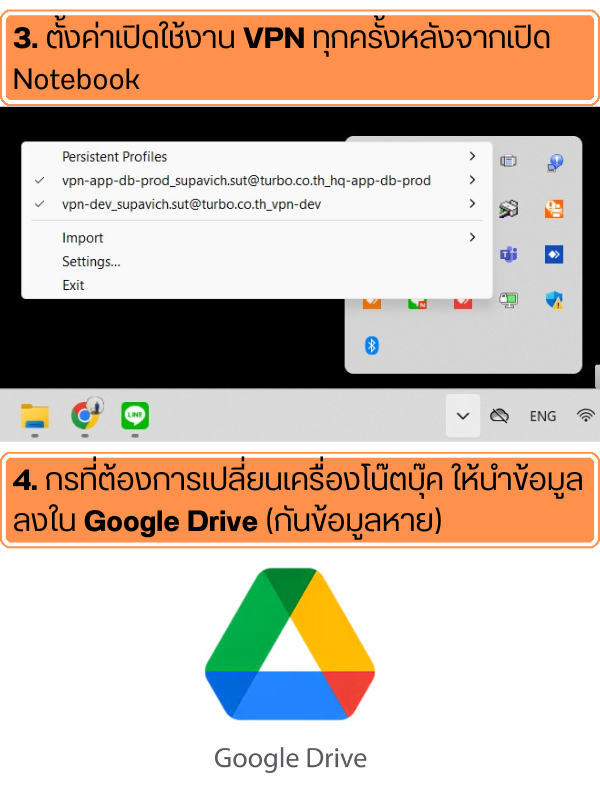 3. ตั้งค่าเปิดใช้งาน VPN ทุกครั้งหลังจากเปิด
Notebook
Persistent Profiles
vpn-app-db-prod_supavich.sut@turbo.co.th_hq-app-db-prod
vpn-dev_supavich.sut@turbo.co.th_vpn-dev
Import
Settings...
Exit
LINE
ENG
4. กรที่ต้องการเปลี่ยนเครื่องโน๊ตบุ๊ค ให้นำข้อมูล
ลงใน Google Drive (กันข้อมูลหาย)
Google Drive